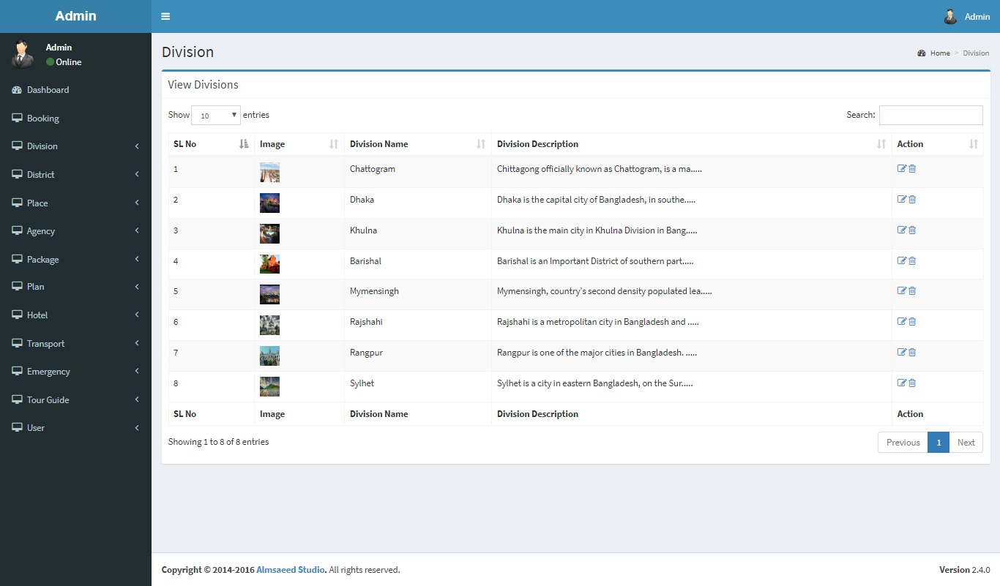 Admin
Admin
Admin
Online
Dashboard
Booking
Division
District
Place
Agency
Package
Plan
Hotel
Transport
Emergency
Tour Guide
User
Division
Home > Division
View Divisions
Show 10 entries
Search:
SL No Image Division Name Division Description Action
1 Chattogram Chittagong officially known as Chattogram, is a ma.....
2 Dhaka Dhaka is the capital city of Bangladesh, in southe.....
3 Khulna Khulna is the main city in Khulna Division in Bang.....
4 Barishal Barishal is an Important District of southern part.....
5 Mymensingh Mymensingh, country's second density populated lea.....
6 Rajshahi Rajshahi is a metropolitan city in Bangladesh and .....
7 Rangpur Rangpur is one of the major cities in Bangladesh. .....
8 Sylhet Sylhet is a city in eastern Bangladesh, on the Sur.....
SL No Image Division Name Division Description Action
Showing 1 to 8 of 8 entries
Previous 1 Next
Copyright © 2014-2016 Almsaeed Studio. All rights reserved.
Version 2.4.0